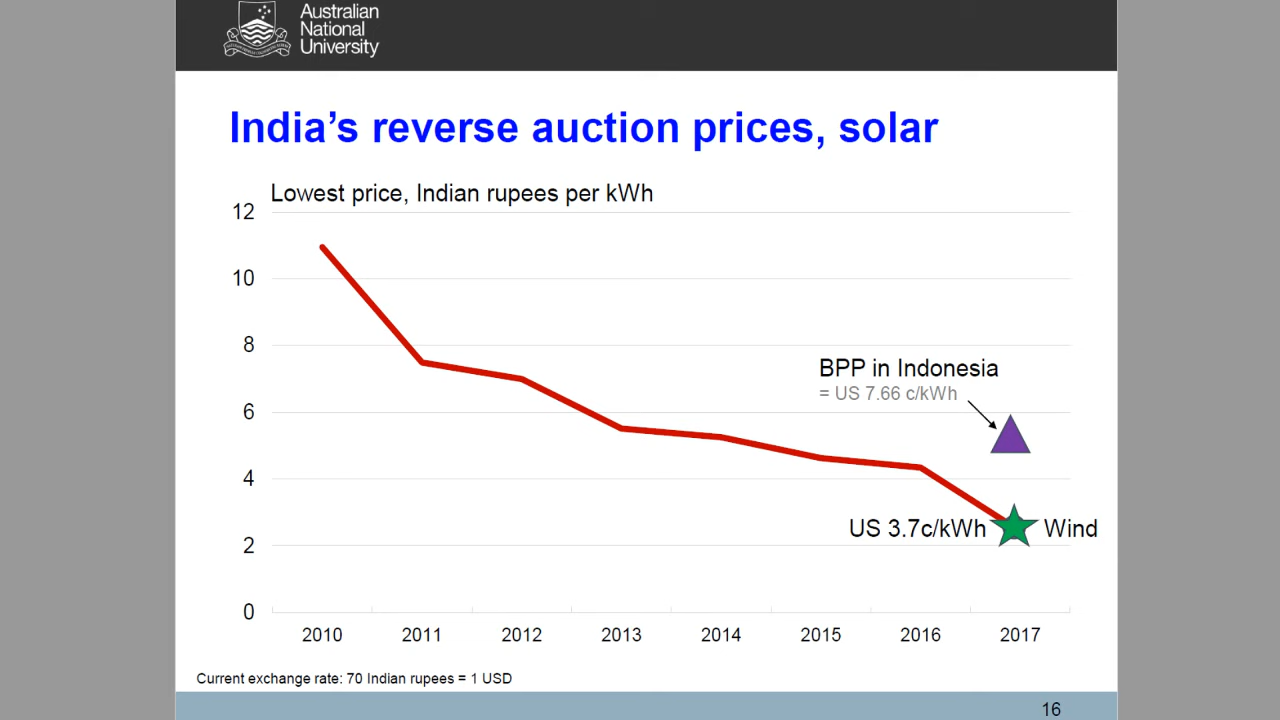 Australian
National
University
India's reverse auction prices, solar
Lowest price, Indian rupees per kWh
12
10
8
6
4
2
0
BPP in Indonesia
= US 7.66 c/kWh
US 3.7c/kWh
Wind
2010 2011 2012 2013 2014 2015 2016 2017
Current exchange rate: 70 Indian rupees = 1 USD
16